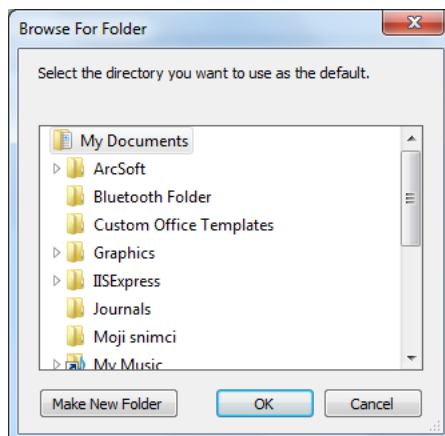 Browse For Folder
Select the directory you want to use as the default.
My Documents
ArcSoft
Bluetooth Folder
Custom Office Templates
Graphics
IISExpress
Journals
Moji snimci
My Music
Make New Folder
OK
Cancel